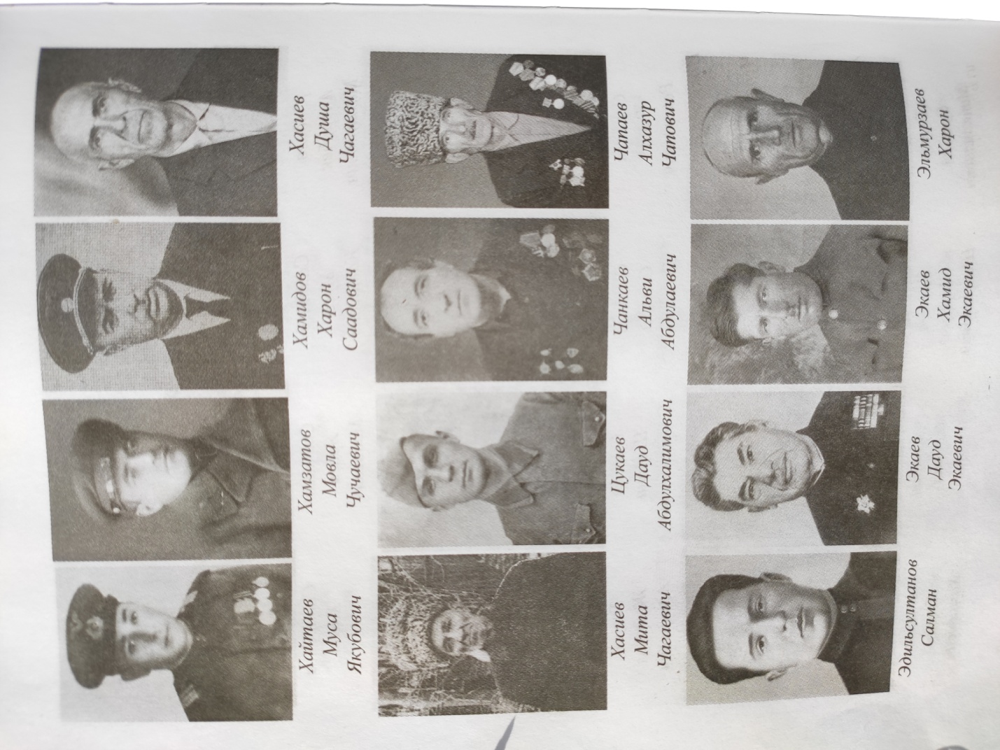 Хайтаев
Муса
Якубович
Хамзатов
Мовла
Чучаевич
Хамидов
Харон
Саадович
Хасиев
Душа
Чагаевич
Хасиев
Мита
Чагаевич
Цукаев
Дауд
Абдулхалимович
Чанкаев
Альви
Абдулаевич
Чапаев
Алхазур
Чапович
Эдильсултанов
Салман
Экаев
Дауд
Экаевич
Экаев
Хамид
Экаевич
Эльмурзаев
Харон